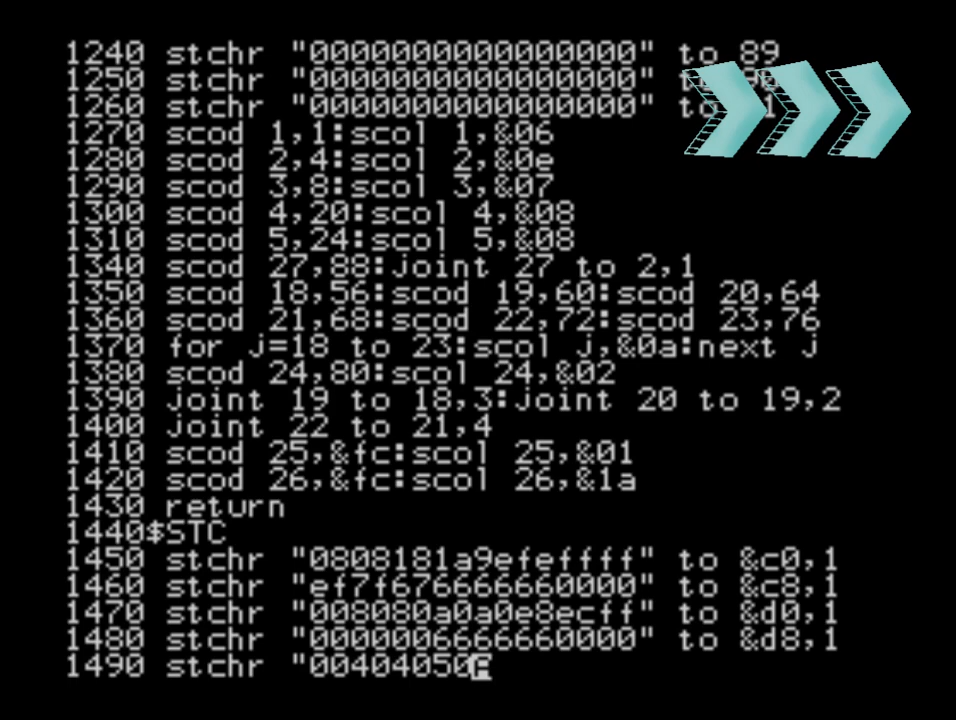 1240 stchr "0000000000000000" to 89
1250 stchr "0000000000000000" to 90
1260 stchr "0000000000000000" to
1270 scod 1,1:scol 1,&06
1280 scod 2,4:scol 2,&0e
1290 scod 3,8:scol 3,&07
1300 scod 4,20:scol 4,&08
1310 scod 5,24:scol 5,&08
1340 scod 27,88:joint 27 to 2,1
1350 scod 18,56:scod 19,60:scod 20,64
1360 scod 21,68:scod 22,72:scod 23,76
1370 for j=18 to 23:scol j,&0a:next j
1380 scod 24,80:scol 24,&02
1390 joint 19 to 18,3:joint 20 to 19,2
1400 joint 22 to 21,4
1410 scod 25,&fc:scol 25,&01
1420 scod 26,&fc:scol 26,&1a
1430 return
1440$STC
1450 stchr "0808181a9efeffff" to &c0,1
1460 stchr "ef7f676666660000" to &c8,1
1470 stchr "008080a0a0e8ecff" to &d0,1
1480 stchr "0000006666660000" to &d8,1
1490 stchr "00404050